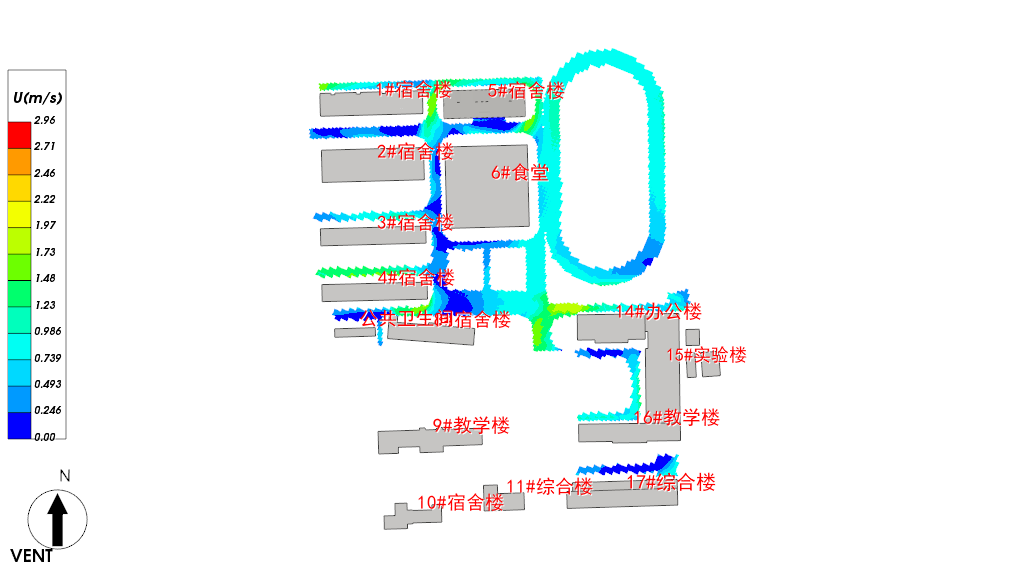 U(m/s)
2.96
2.71
2.46
2.22
1.97
1.73
1.48
1.23
0.986
0.739
0.493
0.246
0.00
1#宿舍楼
5#宿舍楼
2#宿舍楼
6#食堂
3#宿舍楼
4#宿舍楼
公共卫生间
宿舍楼
14#办公楼
15#实验楼
16#教学楼
9#教学楼
17#综合楼
11#综合楼
10#宿舍楼
N
VENT